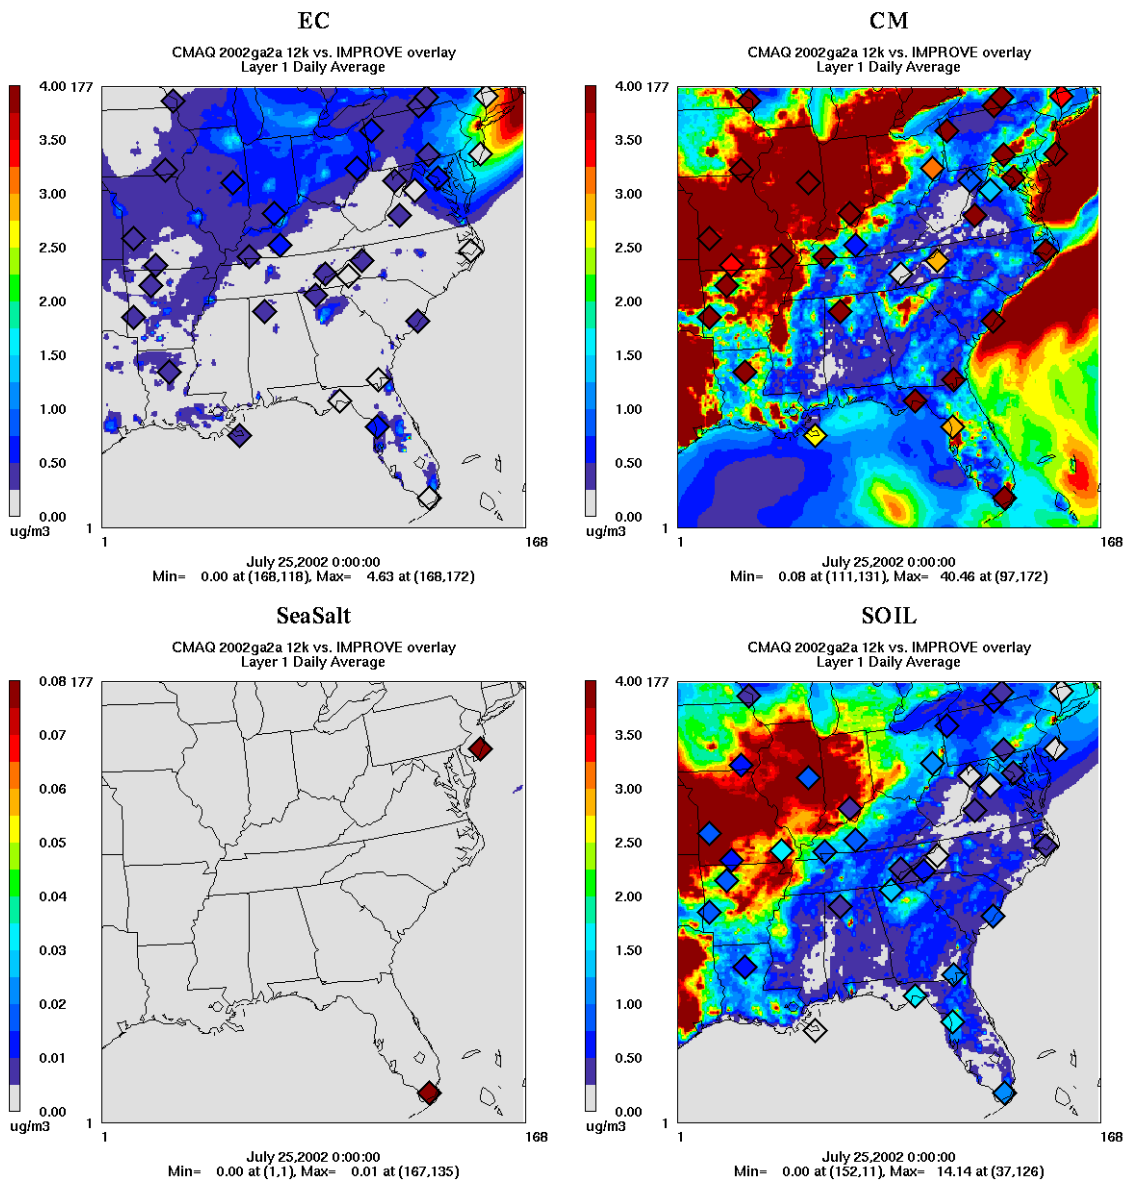 EC
CMAQ 2002ga2a 12k vs. IMPROVE overlay
Layer 1 Daily Average
4.00 177
3.50
3.00
2.50
2.00
1.50
1.00
0.50
0.00
ug/m3
1
1 168
July 25,2002 0:00:00
Min= 0.00 at (168,118), Max= 4.63 at (168,172)
CM
CMAQ 2002ga2a 12k vs. IMPROVE overlay
Layer 1 Daily Average
4.00 177
3.50
3.00
2.50
2.00
1.50
1.00
0.50
0.00
ug/m3
1
1 168
July 25,2002 0:00:00
Min= 0.08 at (111,131), Max= 40.46 at (97,172)
SeaSalt
CMAQ 2002ga2a 12k vs. IMPROVE overlay
Layer 1 Daily Average
0.08 177
0.07
0.06
0.05
0.04
0.03
0.02
0.01
0.00
ug/m3
1
1 168
July 25,2002 0:00:00
Min= 0.00 at (1,1), Max= 0.01 at (167,135)
SOIL
CMAQ 2002ga2a 12k vs. IMPROVE overlay
Layer 1 Daily Average
4.00 177
3.50
3.00
2.50
2.00
1.50
1.00
0.50
0.00
ug/m3
1
1 168
July 25,2002 0:00:00
Min= 0.00 at (152,11), Max= 14.14 at (37,126)